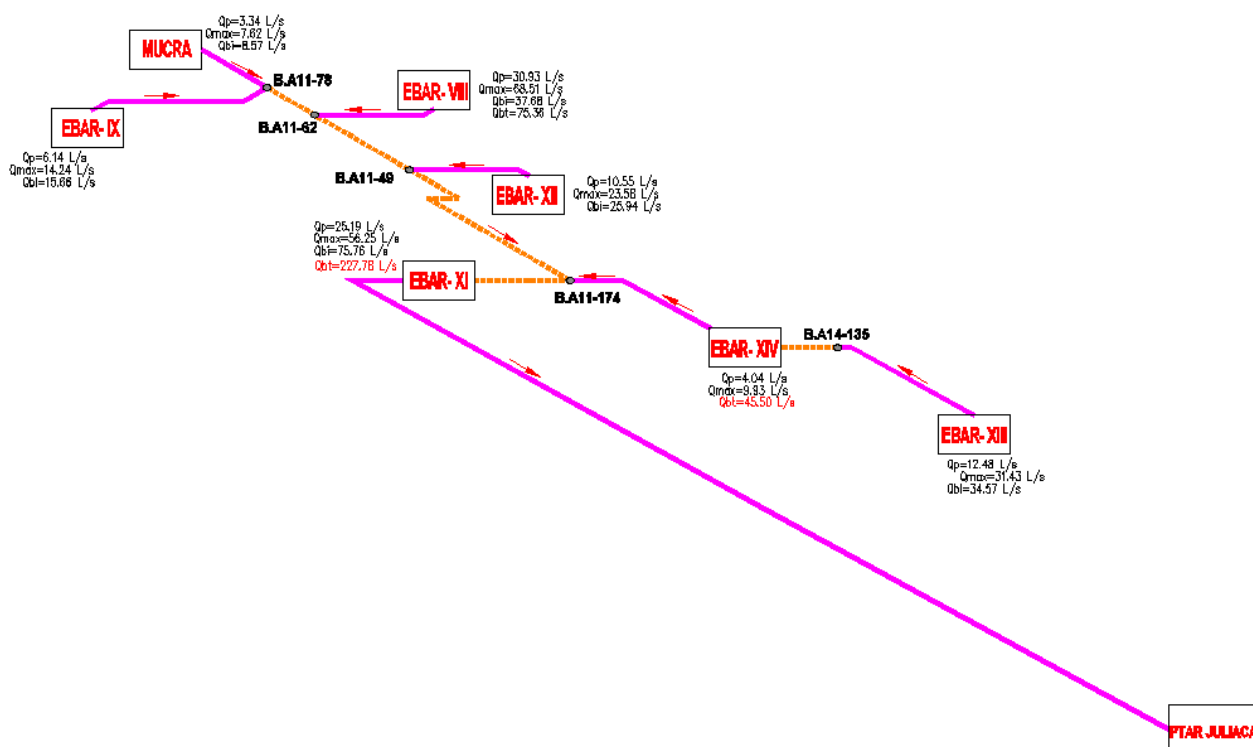 Qp=3.34 L/s
Qmax=7.62 L/s
Qbi=8.57 L/s
MUCRA
B.A11-78
EBAR- VIII
Qp=30.93 L/s
Qmax=68.51 L/s
Qbi=37.68 L/s
Qbt=75.36 L/s
EBAR- IX
B.A11-62
Qp=6.14 L/s
Qmax=14.24 L/s
Qbi=15.66 L/s
B.A11-49
EBAR- XII
Qp=10.55 L/s
Qmax=23.58 L/s
Qbi=25.94 L/s
Qp=25.19 L/s
Qmax=56.25 L/s
Qbi=75.76 L/s
Qbt=227.78 L/s
EBAR- XI
B.A11-174
EBAR- XIV
B.A14-135
Qp=4.04 L/s
Qmax=9.93 L/s
Qbt=45.50 L/s
EBAR- XIII
Qp=12.48 L/s
Qmax=31.43 L/s
Qbi=34.57 L/s
PTAR JULIACA